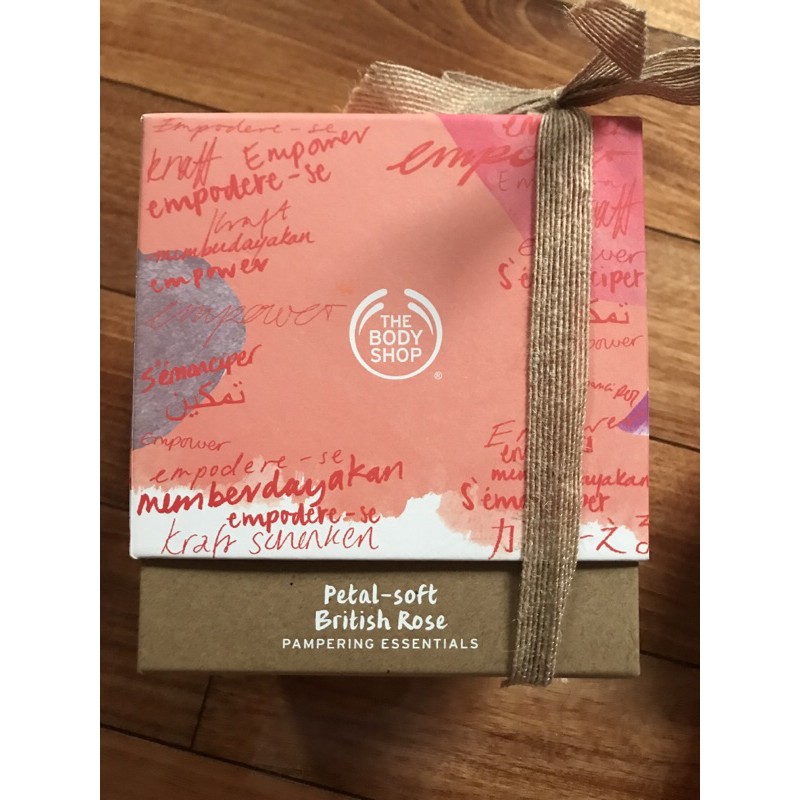 Empodere-se
kraft Empower
empodere-se
empower
Kraft
memberdayakan
empower
empower
S'émanciper
S'émanciper
تمكين
تمكين
THE
BODY
SHOP
®
Empower
empodere-se
memberdayakan
S'émanciper
empodere-se
kraft schenken
Petal-soft
British Rose
PAMPERING ESSENTIALS